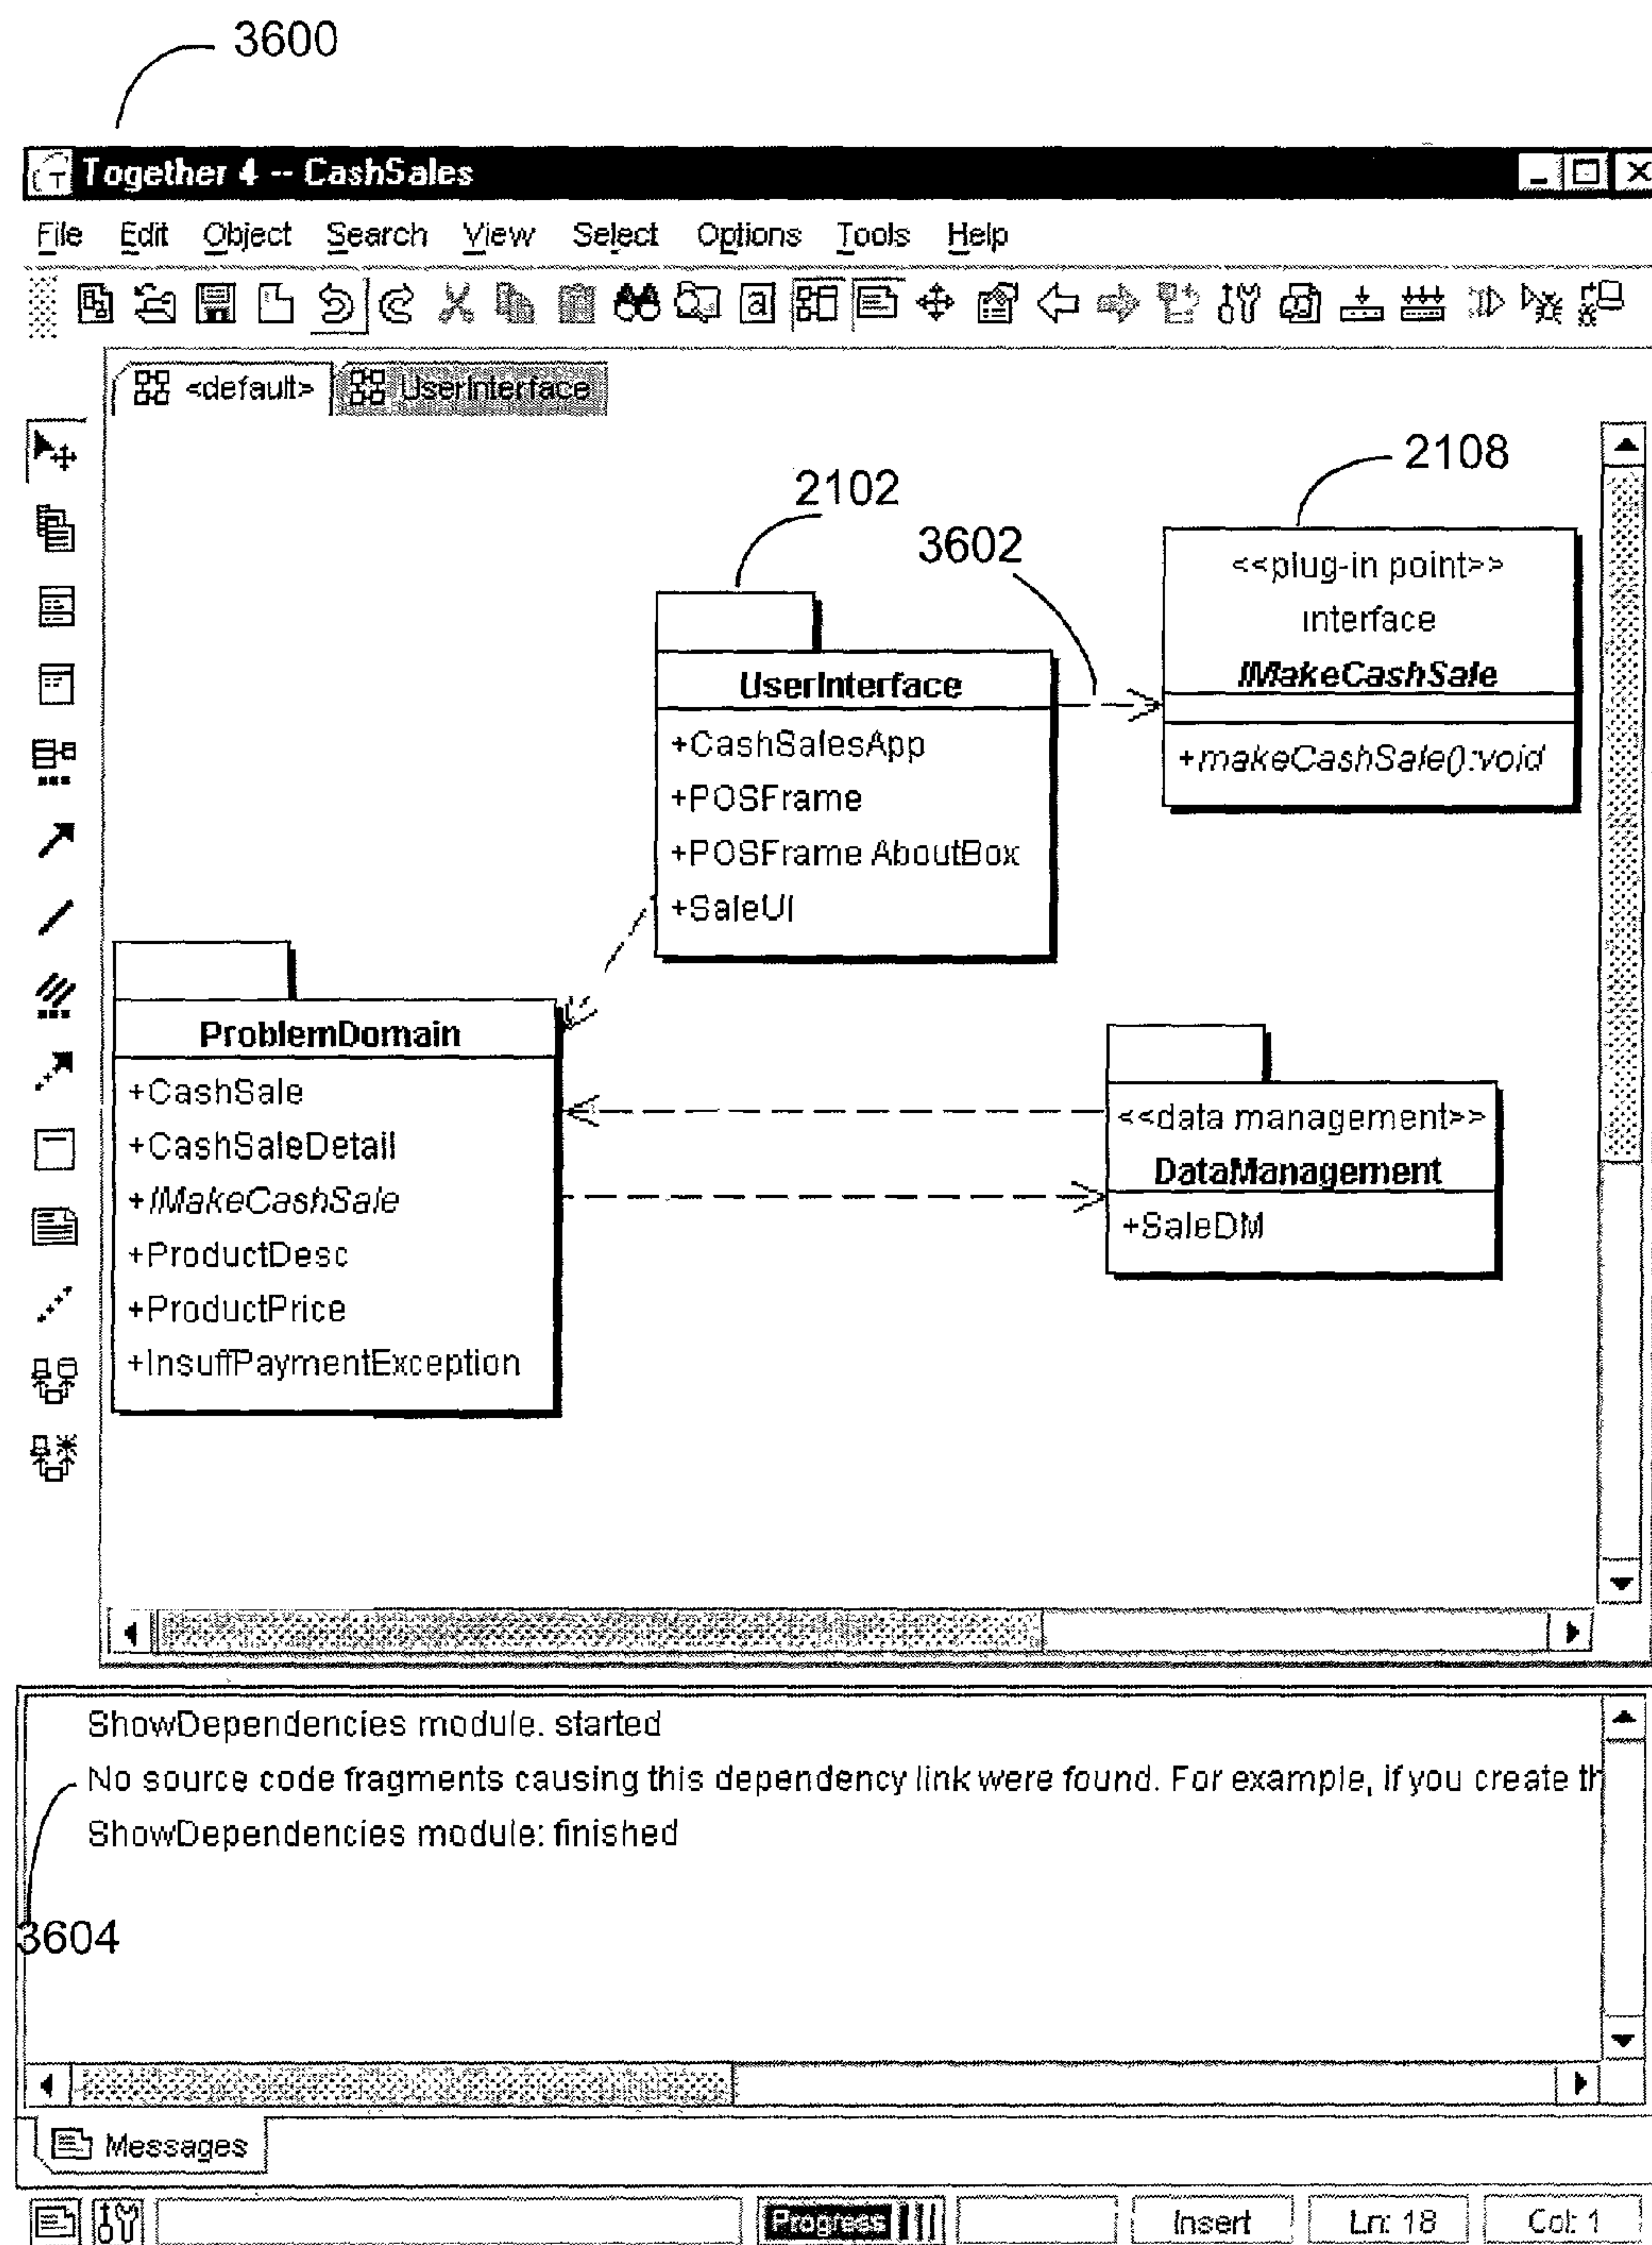 3600
Together 4 -- CashSales
File Edit Object Search View Select Options Tools Help
a
<default> UserInterface
2108
2102
3602
<<plug-in point>>
interface
IMakeCashSale
+makeCashSale():void
UserInterface
+CashSalesApp
+POSFrame
+POSFrame AboutBox
+SaleUI
ProblemDomain
+CashSale
+CashSaleDetail
+IMakeCashSale
+ProductDesc
+ProductPrice
+InsuffPaymentException
<<data management>>
DataManagement
+SaleDM
ShowDependencies module. started
No source code fragments causing this dependency link were found. For example, if you create th
ShowDependencies module: finished
3604
Messages
Progress Insert Ln: 18 Col: 1